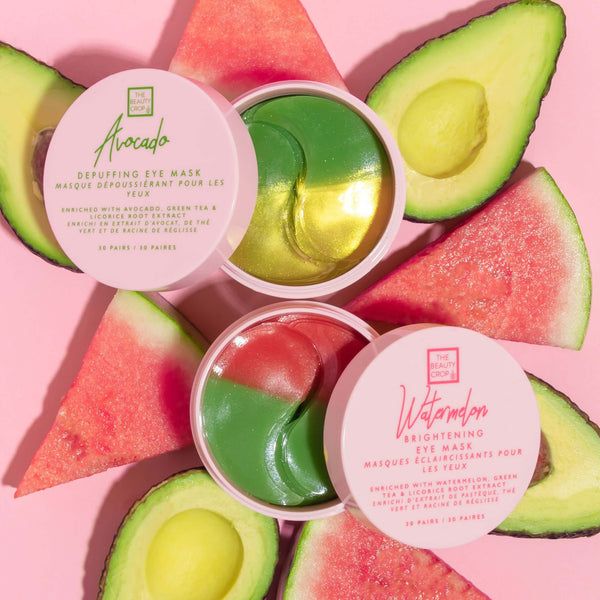 THE
BEAUTY
CROP
Avocado
DEPUFFING EYE MASK
MASQUE DÉPOUSSIÉRANT POUR LES
YEUX
ENRICHED WITH AVOCADO, GREEN TEA &
LICORICE ROOT EXTRACT
ENRICHI EN EXTRAIT D'AVOCAT, DE THÉ
VERT ET DE RACINE DE RÉGLISSE
30 PAIRS / 30 PAIRES
THE
BEAUTY
CROP
Watermelon
BRIGHTENING
EYE MASK
MASQUES ÉCLAIRCISSANTS POUR
LES YEUX
ENRICHED WITH WATERMELON, GREEN
TEA & LICORICE ROOT EXTRACT
ENRICHI D'EXTRAIT DE PASTÈQUE, THÉ
VERT ET RACINE DE RÉGLISSE
30 PAIRS / 30 PAIRES